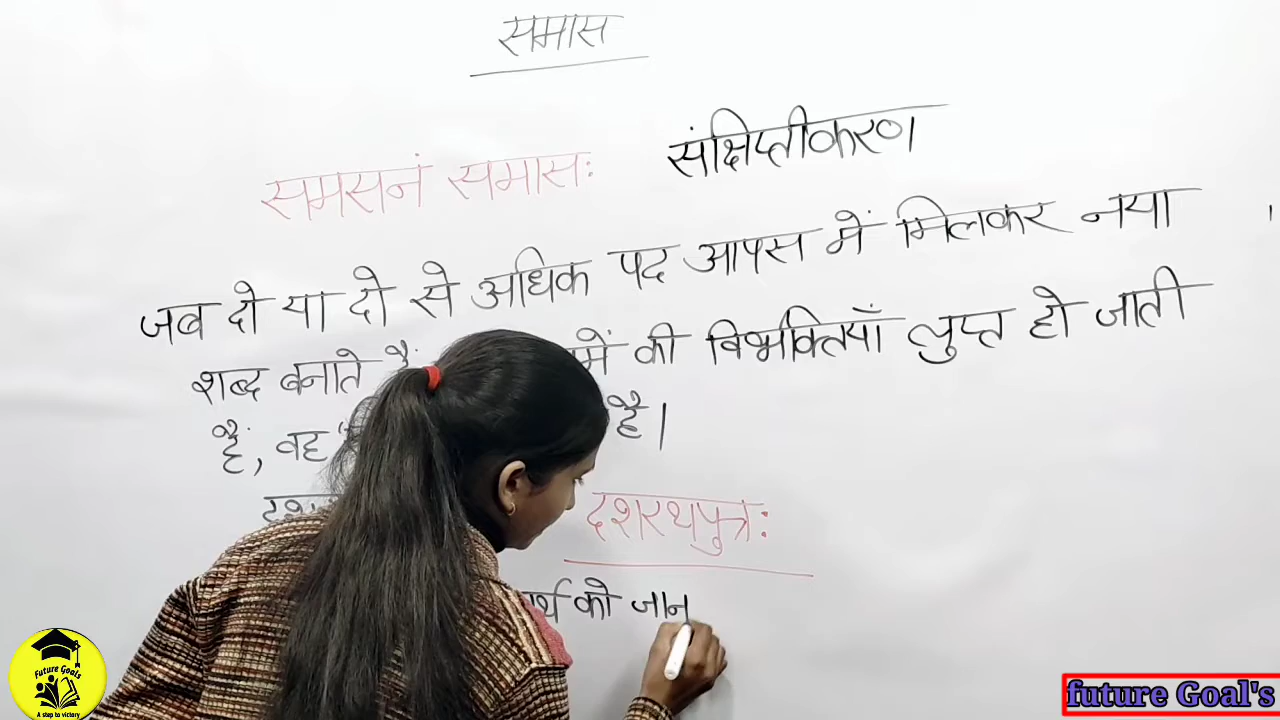 समास
समसनं समासः संक्षिप्तीकरण
जब दो या दो से अधिक पद आपस में मिलकर नया
शब्द बनाते हैं की विभक्तियाँ लुप्त हो जाती
हैं, वह है।
दशरथपुत्रः
को जान
Future Goals
A step to victory
future Goal's